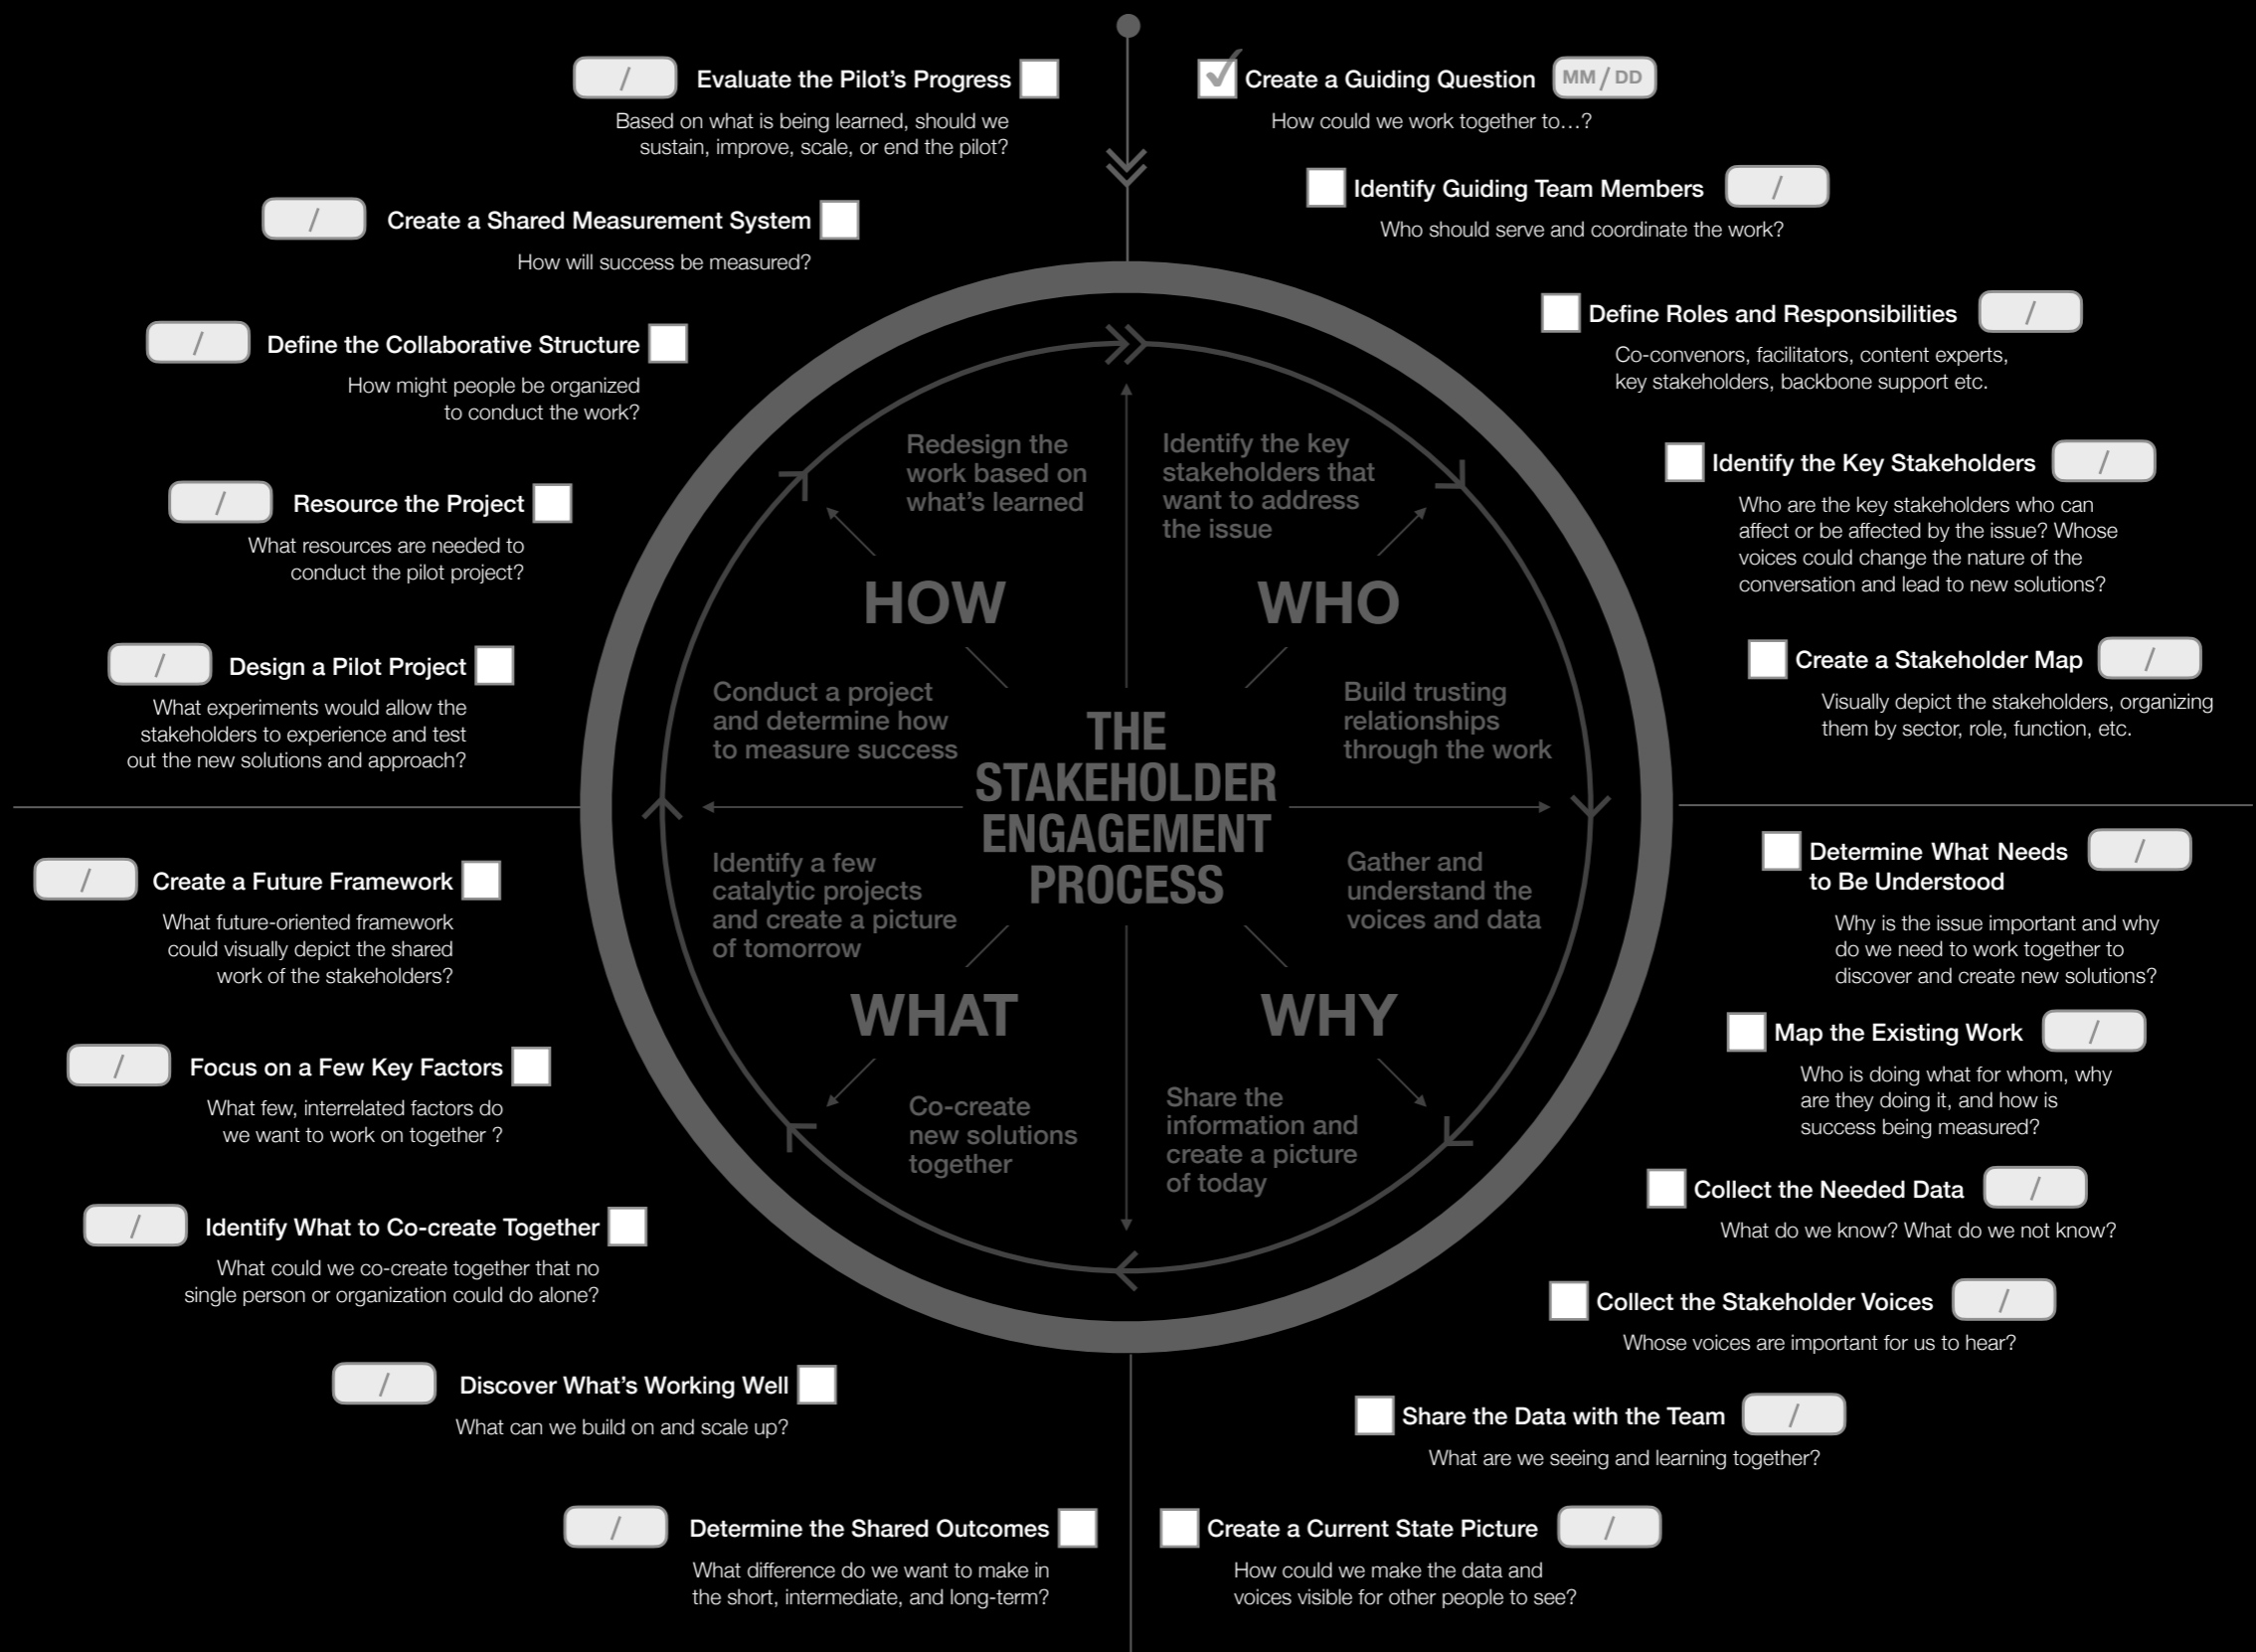 Create a Guiding Question
MM / DD
How could we work together to…?
Identify Guiding Team Members
/
Who should serve and coordinate the work?
Define Roles and Responsibilities
/
Co-convenors, facilitators, content experts,
key stakeholders, backbone support etc.
Identify the Key Stakeholders
/
Who are the key stakeholders who can
affect or be affected by the issue? Whose
voices could change the nature of the
conversation and lead to new solutions?
Create a Stakeholder Map
/
Visually depict the stakeholders, organizing
them by sector, role, function, etc.
Determine What Needs
to Be Understood
/
Why is the issue important and why
do we need to work together to
discover and create new solutions?
Map the Existing Work
/
Who is doing what for whom, why
are they doing it, and how is
success being measured?
Collect the Needed Data
/
What do we know? What do we not know?
Collect the Stakeholder Voices
/
Whose voices are important for us to hear?
Share the Data with the Team
/
What are we seeing and learning together?
Create a Current State Picture
/
How could we make the data and
voices visible for other people to see?
/
Determine the Shared Outcomes
What difference do we want to make in
the short, intermediate, and long-term?
/
Discover What's Working Well
What can we build on and scale up?
/
Identify What to Co-create Together
What could we co-create together that no
single person or organization could do alone?
/
Focus on a Few Key Factors
What few, interrelated factors do
we want to work on together ?
/
Create a Future Framework
What future-oriented framework
could visually depict the shared
work of the stakeholders?
/
Design a Pilot Project
What experiments would allow the
stakeholders to experience and test
out the new solutions and approach?
/
Resource the Project
What resources are needed to
conduct the pilot project?
/
Define the Collaborative Structure
How might people be organized
to conduct the work?
/
Create a Shared Measurement System
How will success be measured?
/
Evaluate the Pilot's Progress
Based on what is being learned, should we
sustain, improve, scale, or end the pilot?
THE
STAKEHOLDER
ENGAGEMENT
PROCESS
WHO
Identify the key
stakeholders that
want to address
the issue
Build trusting
relationships
through the work
WHY
Gather and
understand the
voices and data
Share the
information and
create a picture
of today
WHAT
Co-create
new solutions
together
Identify a few
catalytic projects
and create a picture
of tomorrow
HOW
Conduct a project
and determine how
to measure success
Redesign the
work based on
what's learned